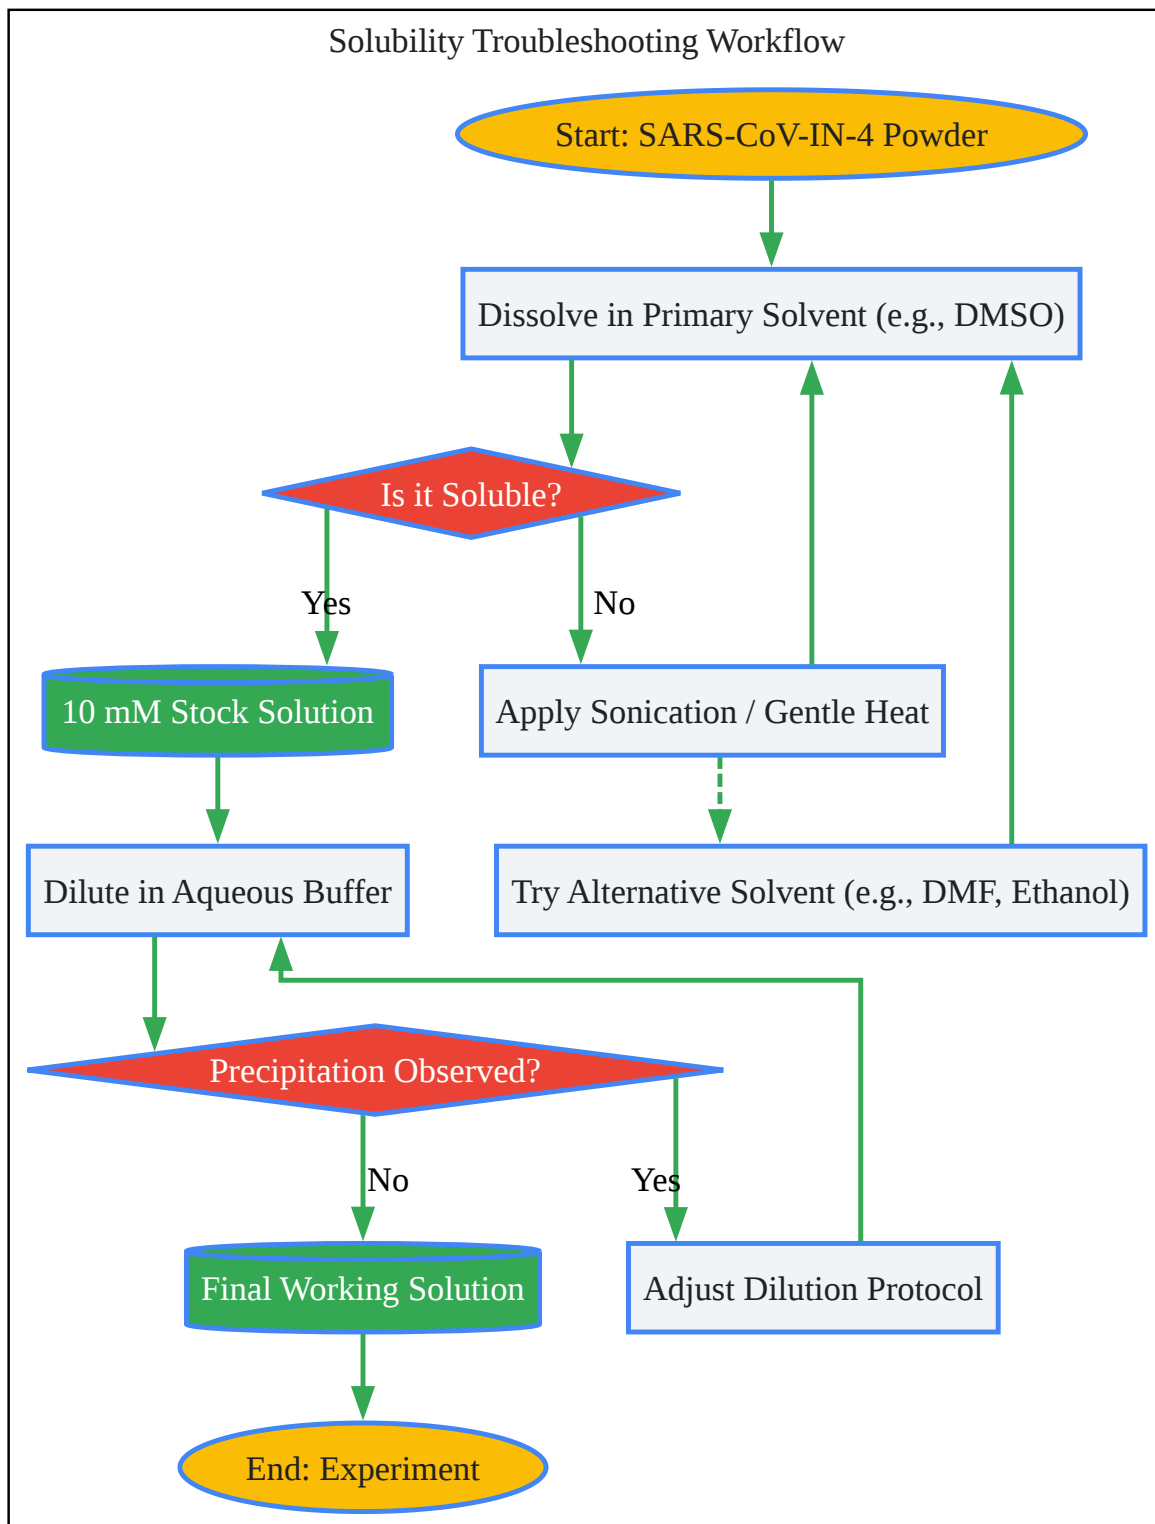 Solubility Troubleshooting Workflow
Start: SARS-CoV-IN-4 Powder
Dissolve in Primary Solvent (e.g., DMSO)
Is it Soluble?
Yes
No
10 mM Stock Solution
Apply Sonication / Gentle Heat
Dilute in Aqueous Buffer
Try Alternative Solvent (e.g., DMF, Ethanol)
Precipitation Observed?
No
Yes
Final Working Solution
Adjust Dilution Protocol
End: Experiment